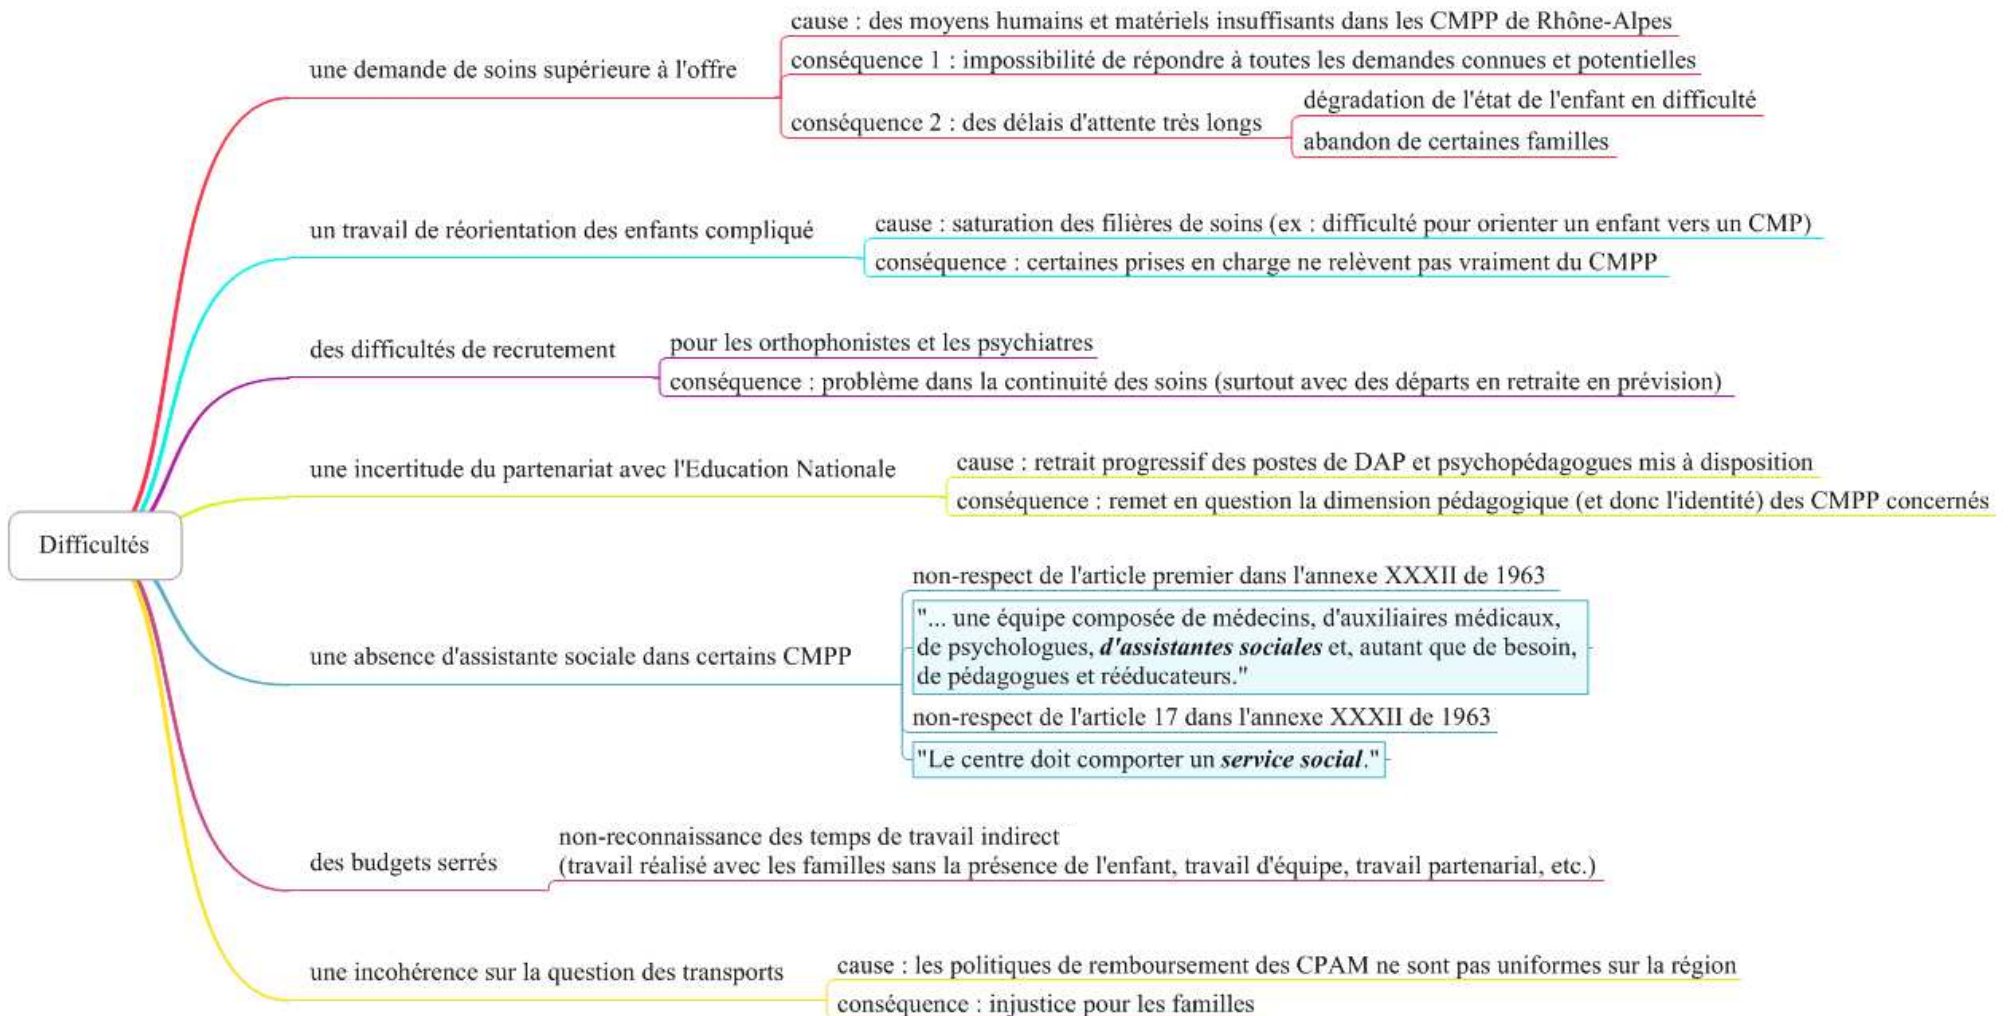 Difficultés
une demande de soins supérieure à l'offre
cause : des moyens humains et matériels insuffisants dans les CMPP de Rhône-Alpes
conséquence 1 : impossibilité de répondre à toutes les demandes connues et potentielles
conséquence 2 : des délais d'attente très longs
dégradation de l'état de l'enfant en difficulté
abandon de certaines familles
un travail de réorientation des enfants compliqué
cause : saturation des filières de soins (ex : difficulté pour orienter un enfant vers un CMP)
conséquence : certaines prises en charge ne relèvent pas vraiment du CMPP
des difficultés de recrutement
pour les orthophonistes et les psychiatres
conséquence : problème dans la continuité des soins (surtout avec des départs en retraite en prévision)
une incertitude du partenariat avec l'Education Nationale
cause : retrait progressif des postes de DAP et psychopédagogues mis à disposition
conséquence : remet en question la dimension pédagogique (et donc l'identité) des CMPP concernés
une absence d'assistante sociale dans certains CMPP
non-respect de l'article premier dans l'annexe XXXII de 1963
"... une équipe composée de médecins, d'auxiliaires médicaux,
de psychologues, d'assistantes sociales et, autant que de besoin,
de pédagogues et rééducateurs."
non-respect de l'article 17 dans l'annexe XXXII de 1963
"Le centre doit comporter un service social."
des budgets serrés
non-reconnaissance des temps de travail indirect
(travail réalisé avec les familles sans la présence de l'enfant, travail d'équipe, travail partenarial, etc.)
une incohérence sur la question des transports
cause : les politiques de remboursement des CPAM ne sont pas uniformes sur la région
conséquence : injustice pour les familles